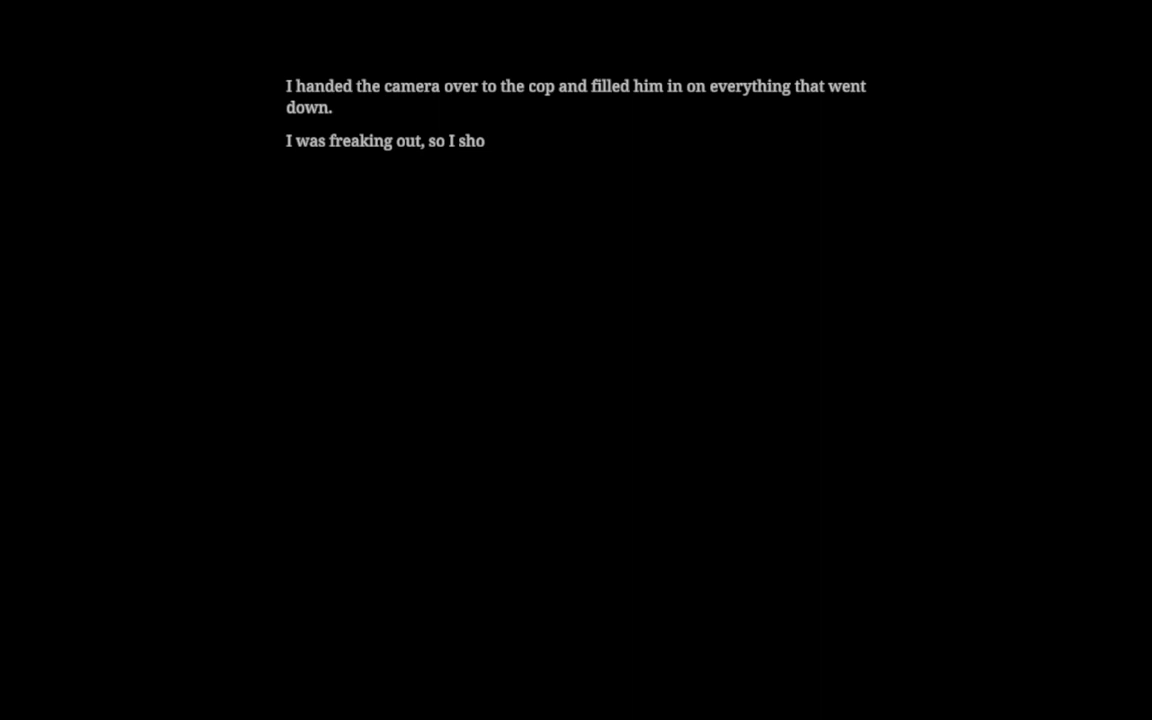 I handed the camera over to the cop and filled him in on everything that went
down.
I was freaking out, so I sho